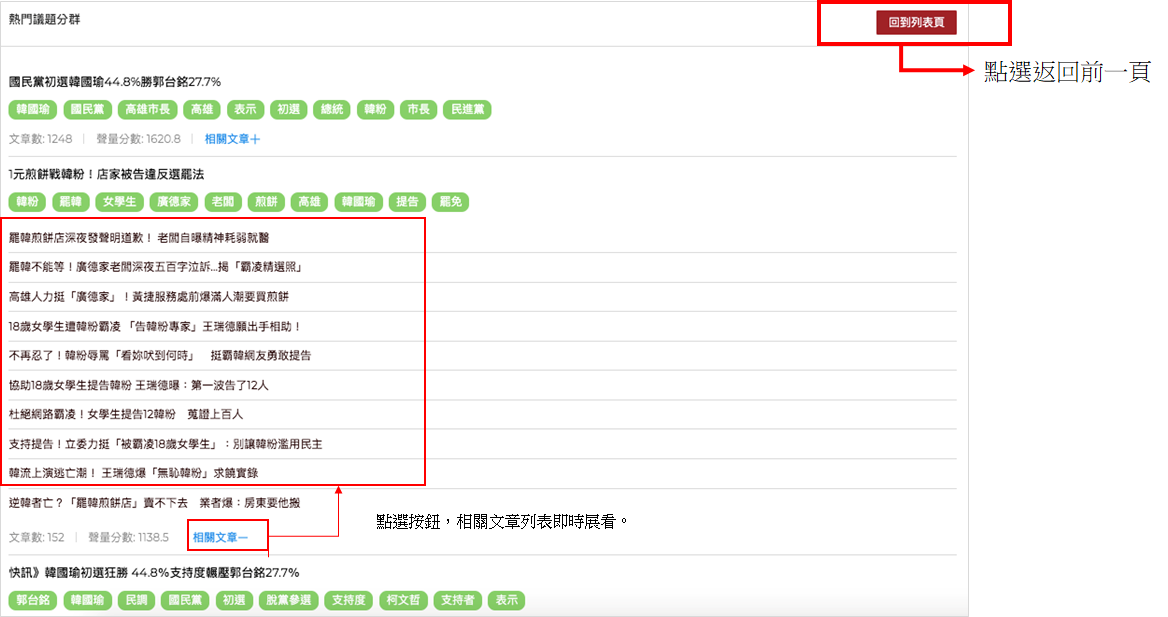 熱門議題分群
回到列表頁
點選返回前一頁
國民黨初選韓國瑜44.8%勝郭台銘27.7%
韓國瑜 國民黨 高雄市長 高雄 表示 初選 總統 韓粉 市長 民進黨
文章數: 1248 | 聲量分數: 1620.8 | 相關文章＋
1元煎餅戰韓粉！店家被告違反選罷法
韓粉 罷韓 女學生 廣德家 老闆 煎餅 高雄 韓國瑜 提告 罷免
罷韓煎餅店深夜發聲明道歉！ 老闆自曝精神耗弱就醫
罷韓不能等！廣德家老闆深夜五百字泣訴...揭「霸凌精選照」
高雄人力挺「廣德家」！黃捷服務處前爆滿人潮要買煎餅
18歲女學生遭韓粉霸凌 「告韓粉專家」王瑞德願出手相助！
不再忍了！韓粉辱罵「看妳吠到何時」　挺罷韓網友勇敢提告
協助18歲女學生提告韓粉 王瑞德曝：第一波告了12人
杜絕網路霸凌！女學生提告12韓粉　蒐證上百人
支持提告！立委力挺「被霸凌18歲女學生」：別讓韓粉濫用民主
韓流上演逃亡潮！ 王瑞德爆「無恥韓粉」求饒實錄
逆韓者亡？「罷韓煎餅店」賣不下去　業者爆：房東要他搬
點選按鈕，相關文章列表即時展看。
文章數: 152 | 聲量分數: 1138.5 相關文章—
快訊》韓國瑜初選狂勝 44.8%支持度輾壓郭台銘27.7%
郭台銘 韓國瑜 民調 國民黨 初選 脫黨參選 支持度 柯文哲 支持者 表示